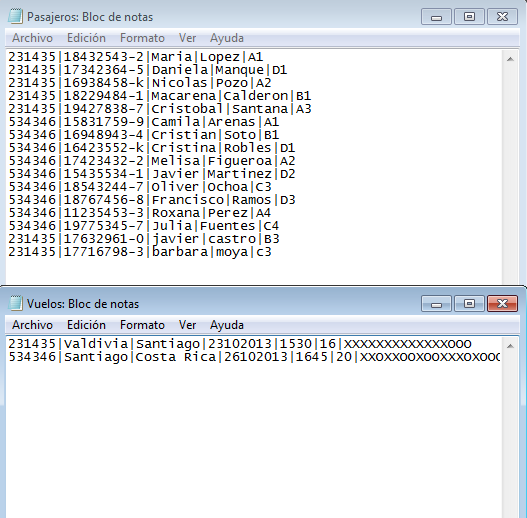 Pasajeros: Bloc de notas
Archivo Edición Formato Ver Ayuda
231435|18432543-2|Maria|Lopez|A1
231435|17342364-5|Daniela|Manque|D1
231435|16938458-k|Nicolas|Pozo|A2
231435|18229484-1|Macarena|Calderon|B1
231435|19427838-7|Cristobal|Santana|A3
534346|15831759-9|Camila|Arenas|A1
534346|16948943-4|Cristian|Soto|B1
534346|16423552-k|Cristina|Robles|D1
534346|17423432-2|Melisa|Figueroa|A2
534346|15435534-1|Javier|Martinez|D2
534346|18543244-7|Oliver|Ochoa|C3
534346|18767456-8|Francisco|Ramos|D3
534346|11235453-3|Roxana|Perez|A4
534346|19775345-7|Julia|Fuentes|C4
231435|17632961-0|javier|castro|B3
231435|17716798-3|barbara|moya|c3
Vuelos: Bloc de notas
Archivo Edición Formato Ver Ayuda
231435|Valdivia|Santiago|23102013|1530|16|XXXXXXXXXXXXXOOO
534346|Santiago|Costa Rica|26102013|1645|20|XXOXXOOXOOXXXOXOOO